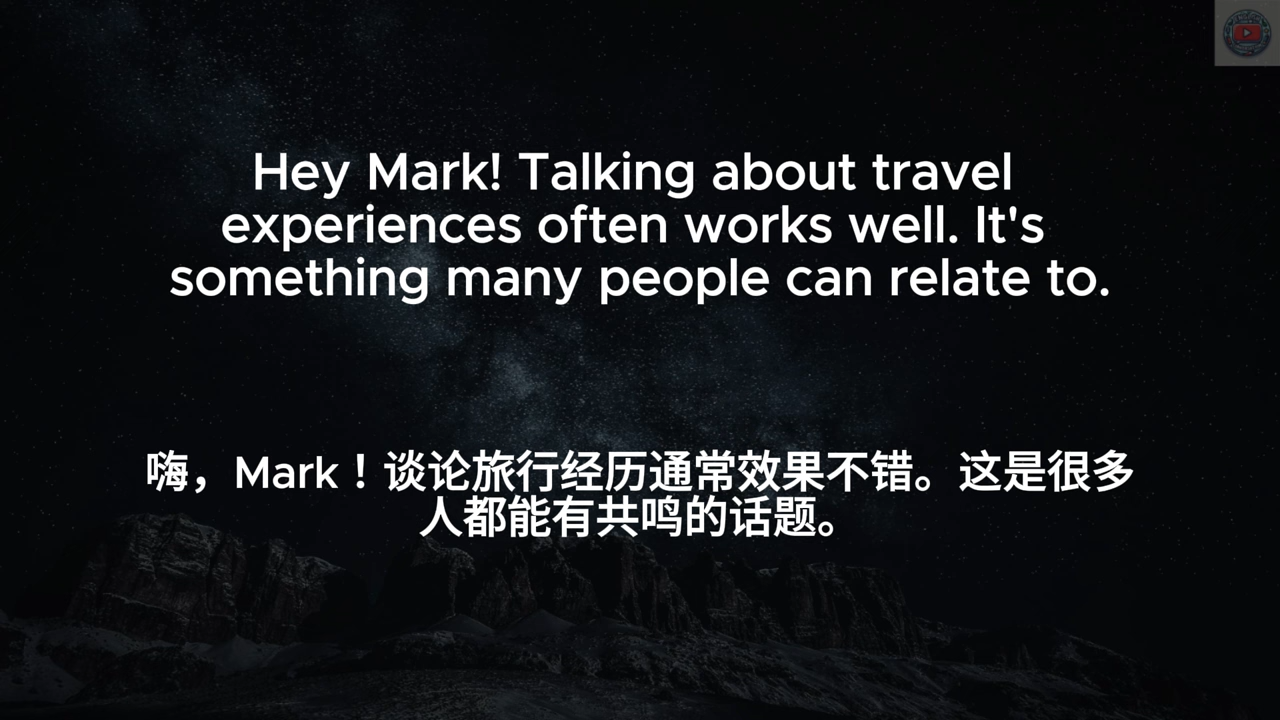 Hey Mark! Talking about travel
experiences often works well. It's
something many people can relate to.
嗨，Mark！谈论旅行经历通常效果不错。这是很多
人都能有共鸣的话题。